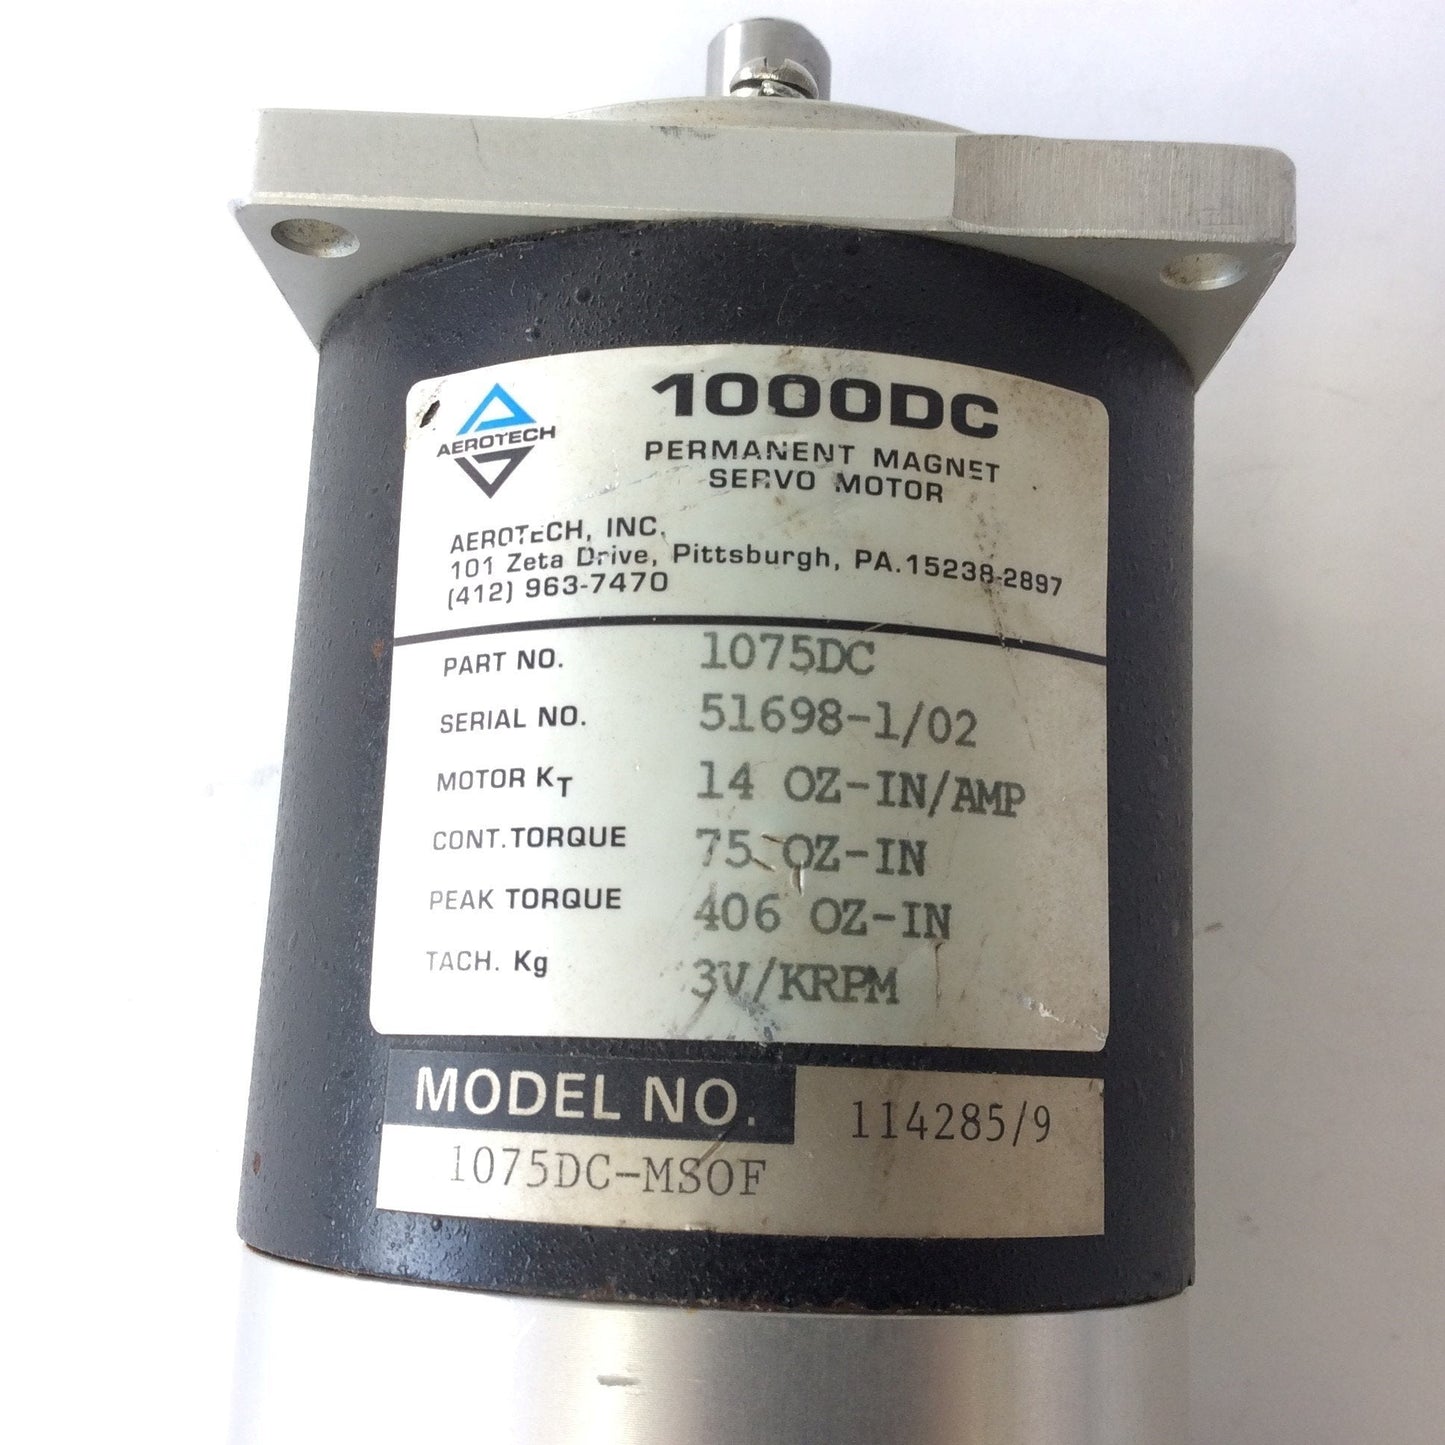 AEROTECH
1000DC
PERMANENT MAGNET
SERVO MOTOR
AEROTECH, INC.
101 Zeta Drive, Pittsburgh, PA. 15238-2897
(412) 963-7470
PART NO. 1075DC
SERIAL NO. 51698-1/02
MOTOR KT 14 OZ-IN/AMP
CONT. TORQUE 75 OZ-IN
PEAK TORQUE 406 OZ-IN
TACH. Kg 3V/KRPM
MODEL NO. 114285/9
1075DC-MSOF